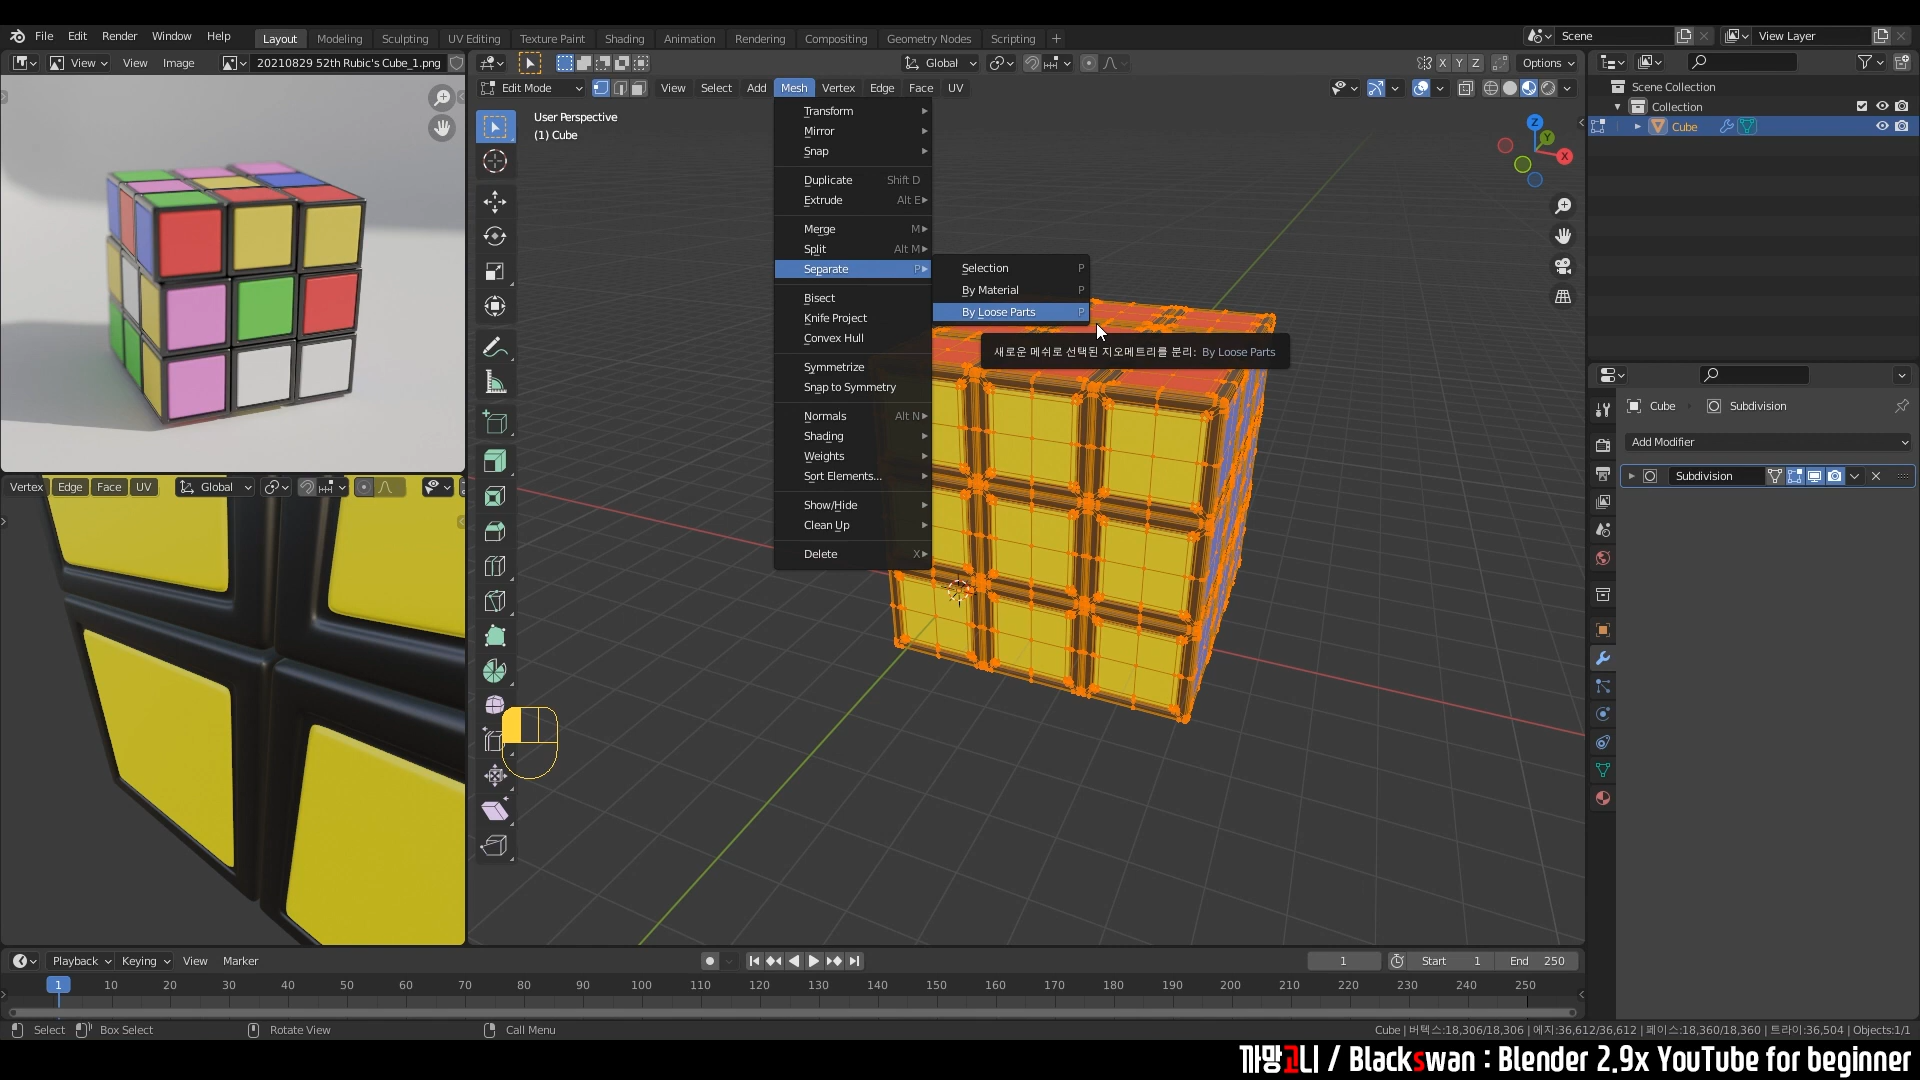 File Edit Render Window Help
Layout Modeling Sculpting UV Editing Texture Paint Shading Animation Rendering Compositing Geometry Nodes Scripting +
Scene
View Layer
View View Image 20210829 52th Rubic's Cube_1.png
Global
X Y Z Options
Edit Mode View Select Add Mesh Vertex Edge Face UV
User Perspective
(1) Cube
Transform
Mirror
Snap
Duplicate Shift D
Extrude Alt E
Merge M
Split Alt M
Separate P
Bisect
Knife Project
Convex Hull
Symmetrize
Snap to Symmetry
Normals Alt N
Shading
Weights
Sort Elements...
Show/Hide
Clean Up
Delete X
Selection P
By Material P
By Loose Parts P
새로운 메쉬로 선택된 지오메트리를 분리: By Loose Parts
Z
Y
X
Scene Collection
Collection
Cube
Cube Subdivision
Add Modifier
Subdivision
Vertex Edge Face UV Global
Playback Keying View Marker
1 Start 1 End 250
1 10 20 30 40 50 60 70 80 90 100 110 120 130 140 150 160 170 180 190 200 210 220 230 240 250
Select Box Select Rotate View Call Menu
Cube | 버텍스:18,306/18,306 | 에지:36,612/36,612 | 페이스:18,360/18,360 | 트라이:36,504 | Objects:1/1
까망고니 / Blackswan : Blender 2.9x YouTube for beginner